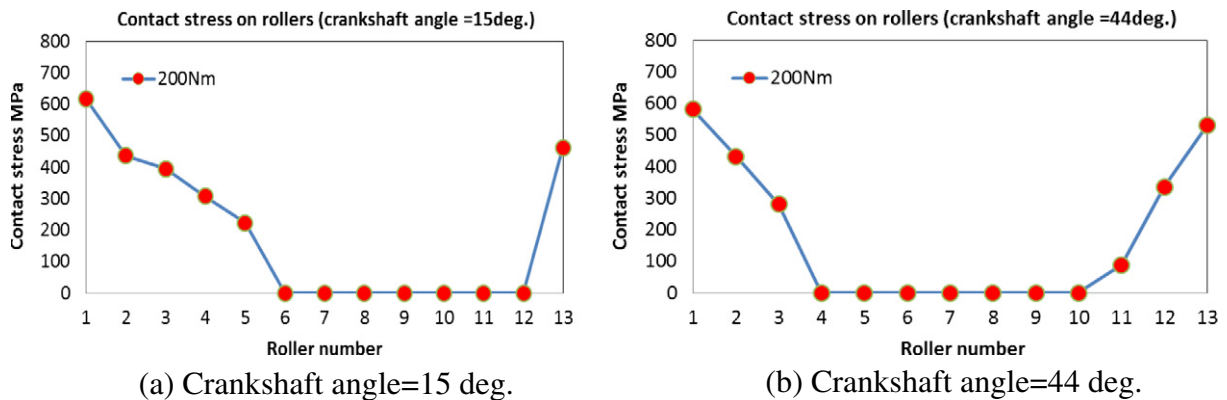 Contact stress on rollers (crankshaft angle =15deg.)
800
700
600
500
400
300
200
100
0
Contact stress MPa
200Nm
1 2 3 4 5 6 7 8 9 10 11 12 13
Roller number
(a) Crankshaft angle=15 deg.
Contact stress on rollers (crankshaft angle =44deg.)
800
700
600
500
400
300
200
100
0
Contact stress MPa
200Nm
1 2 3 4 5 6 7 8 9 10 11 12 13
Roller number
(b) Crankshaft angle=44 deg.